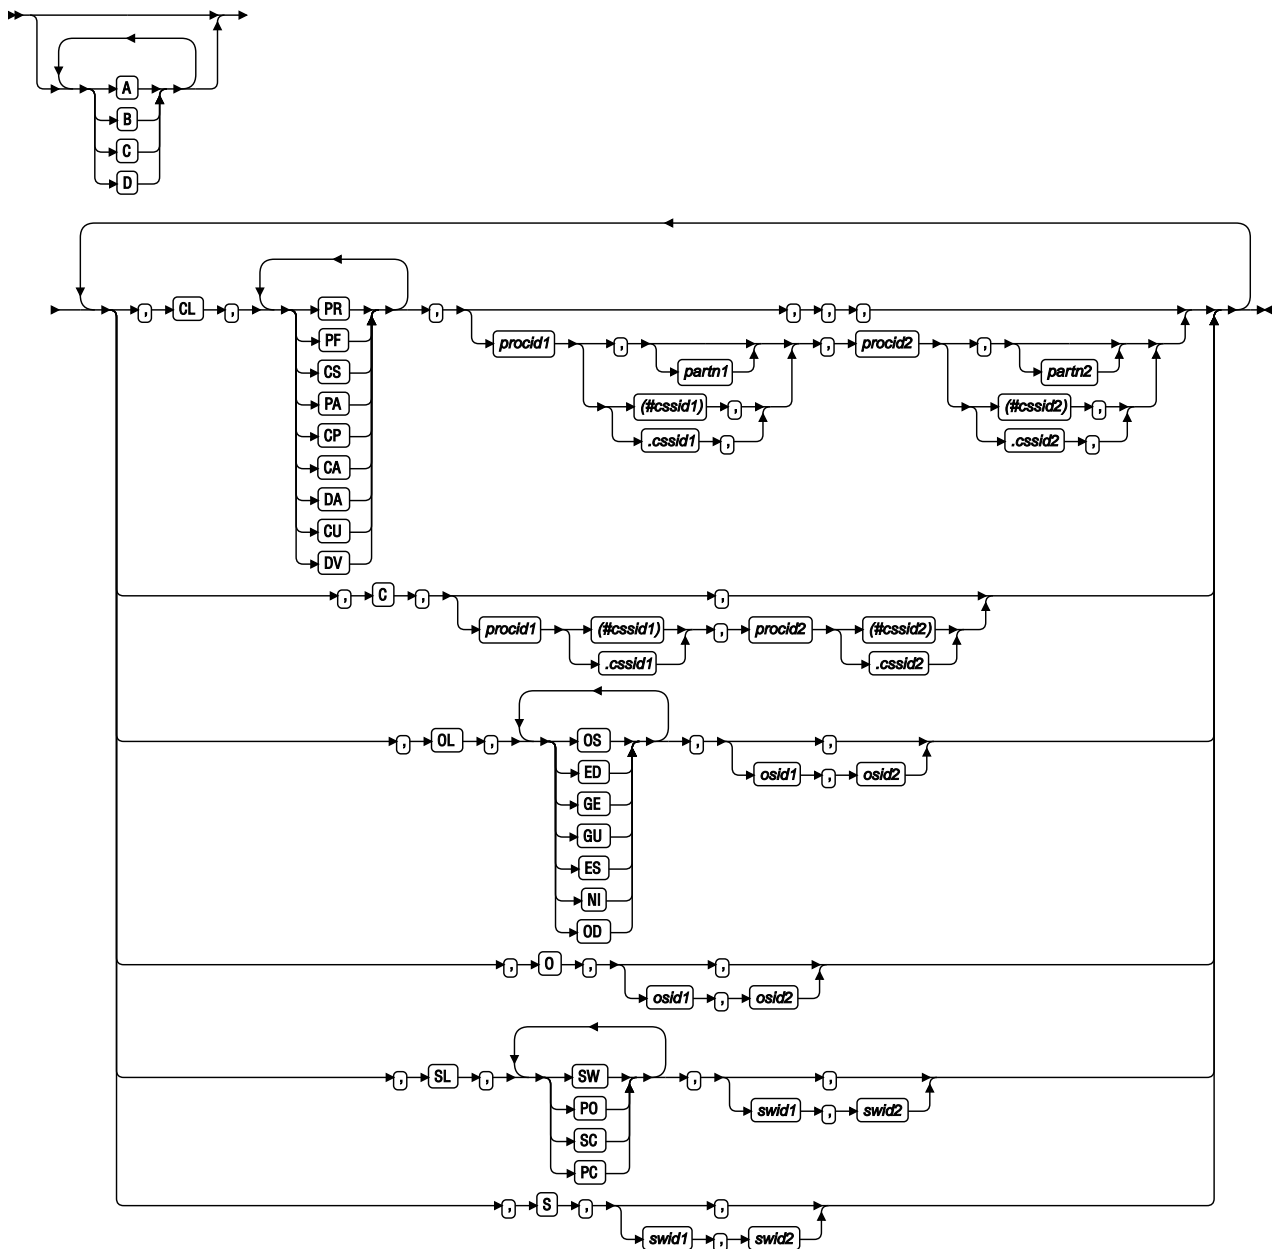 A
B
C
D
, CL , PR , , , ,
PF procid1 , partn1 , procid2 , partn2
CS
PA (#cssid1) , (#cssid2) ,
CP .cssid1 , .cssid2 ,
CA
DA
CU
DV
, C , ,
procid1 (#cssid1) , procid2 (#cssid2)
.cssid1 .cssid2
, OL , OS , ,
ED osid1 , osid2
GE
GU
ES
NI
OD
, O , ,
osid1 , osid2
, SL , SW , ,
PO swid1 , swid2
SC
PC
, S , ,
swid1 , swid2